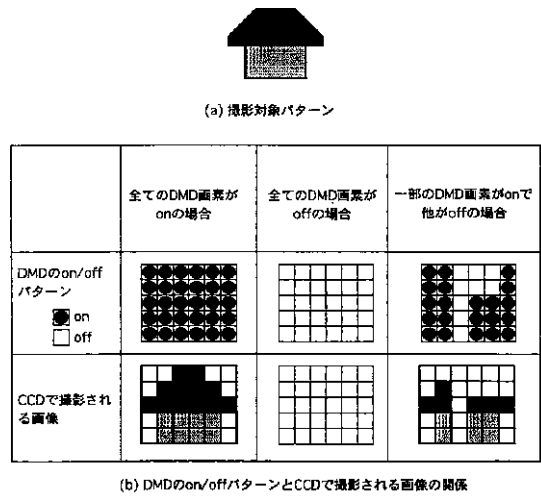 (a) 撮影対象パターン
全てのDMD画素が
onの場合
全てのDMD画素が
offの場合
一部のDMD画素がonで
他がoffの場合
DMDのon/off
パターン
on
off
CCDで撮影され
る画像
(b) DMDのon/offパターンとCCDで撮影される画像の関係